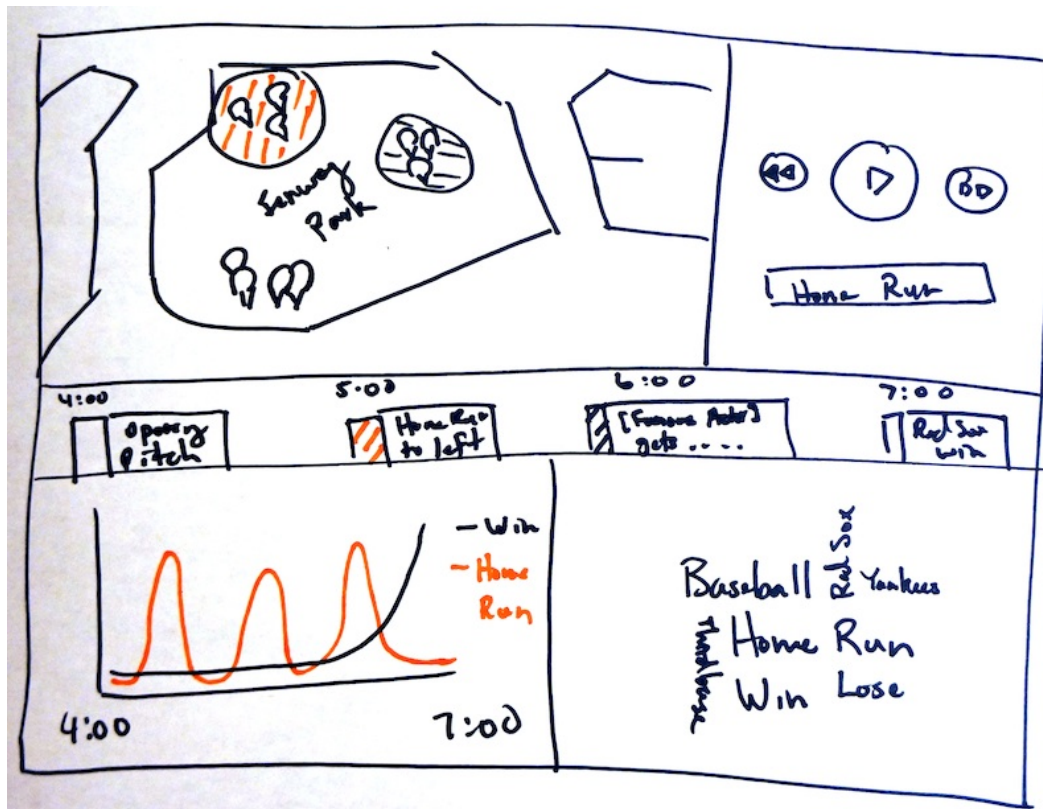 Fenway
Park
Home Run
4:00
5:00
6:00
7:00
Opening
Pitch
Home Run
to left
[Famous Actor]
gets .....
Red Sox
win
Win
Home
Run
4:00
7:00
Baseball
Red Sox
Yankees
Third base
Home Run
Win Lose